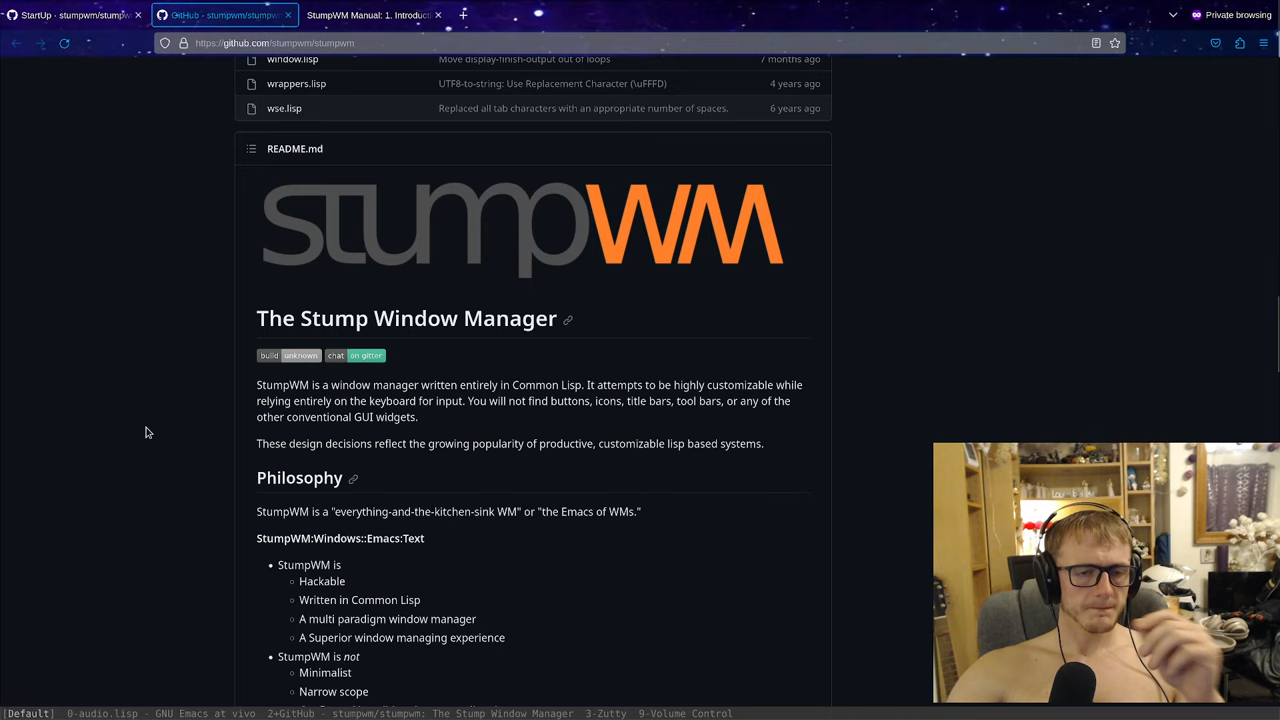 StartUp · stumpwm/stumpw
GitHub - stumpwm/stumpw
StumpWM Manual: 1. Introducti
Private browsing
https://github.com/stumpwm/stumpwm
window.lisp Move display-finish-output out of loops 7 months ago
wrappers.lisp UTF8-to-string: Use Replacement Character (\uFFFD) 4 years ago
wse.lisp Replaced all tab characters with an appropriate number of spaces. 6 years ago
README.md
stumpWM
The Stump Window Manager
build unknown chat on gitter
StumpWM is a window manager written entirely in Common Lisp. It attempts to be highly customizable while
relying entirely on the keyboard for input. You will not find buttons, icons, title bars, tool bars, or any of the
other conventional GUI widgets.
These design decisions reflect the growing popularity of productive, customizable lisp based systems.
Philosophy
StumpWM is a "everything-and-the-kitchen-sink WM" or "the Emacs of WMs."
StumpWM:Windows::Emacs:Text
StumpWM is
Hackable
Written in Common Lisp
A multi paradigm window manager
A Superior window managing experience
StumpWM is not
Minimalist
Narrow scope
[Default] 0-audio.lisp - GNU Emacs at vivo 2+GitHub - stumpwm/stumpwm: The Stump Window Manager 3-Zutty 9-Volume Control